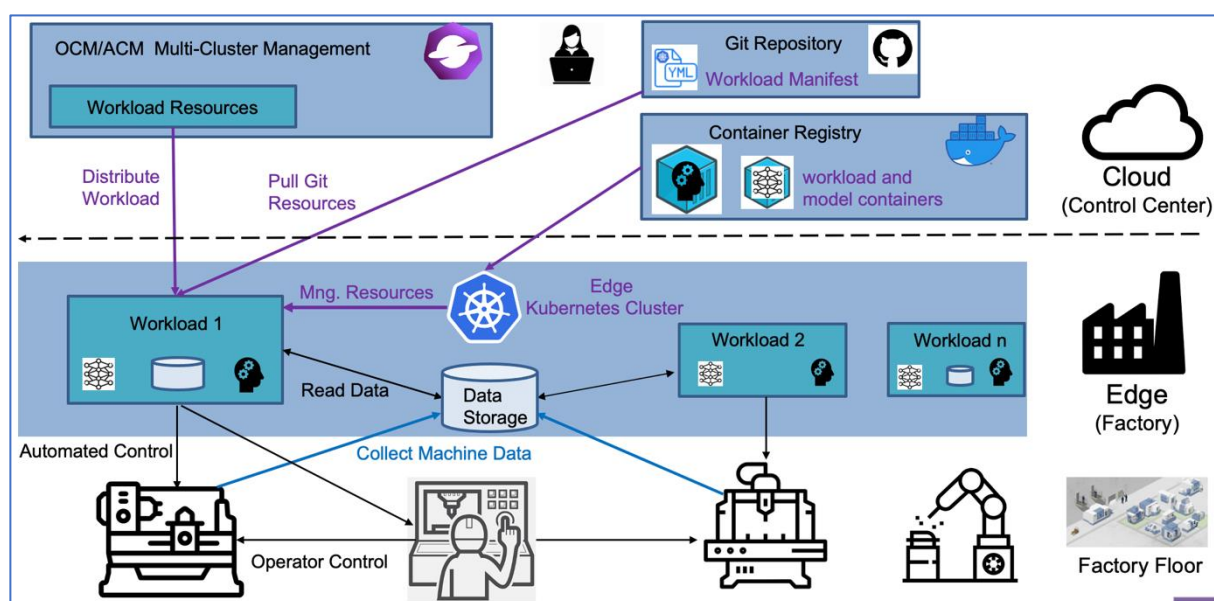 OCM/ACM Multi-Cluster Management
Workload Resources
Git Repository
YML
Workload Manifest
Container Registry
workload and
model containers
Distribute
Workload
Pull Git
Resources
Cloud
(Control Center)
Mng. Resources
Edge
Kubernetes Cluster
Workload 1
Workload 2
Workload n
Read Data
Data
Storage
Edge
(Factory)
Automated Control
Collect Machine Data
Operator Control
Factory Floor